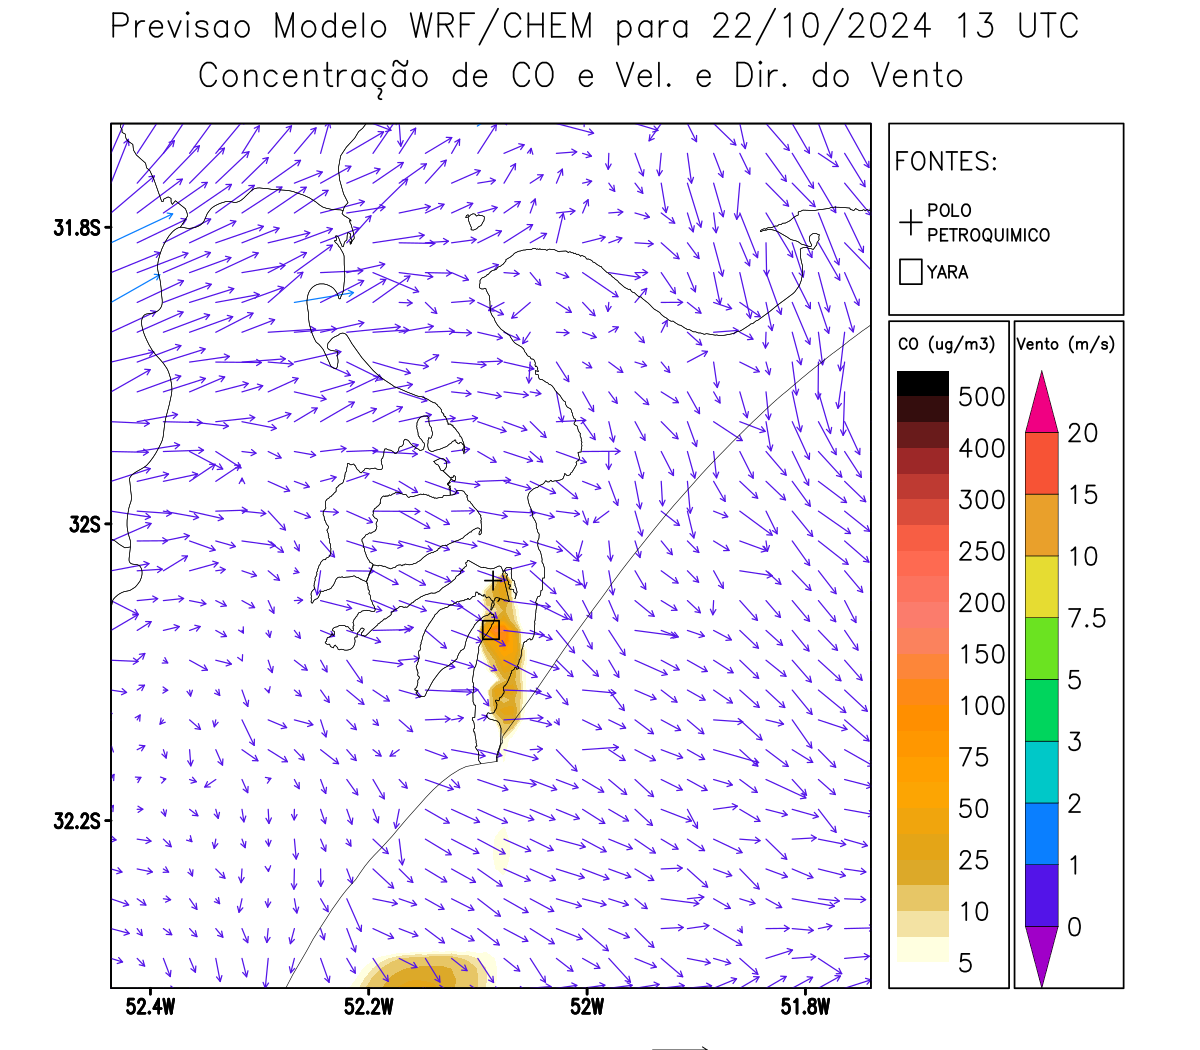 Previsao Modelo WRF/CHEM para 22/10/2024 13 UTC
Concentração de CO e Vel. e Dir. do Vento
FONTES:
POLO
PETROQUIMICO
YARA
31.8S
32S
32.2S
52.4W
52.2W
52W
51.8W
CO (ug/m3)
500
400
300
250
200
150
100
75
50
25
10
5
Vento (m/s)
20
15
10
7.5
5
3
2
1
0